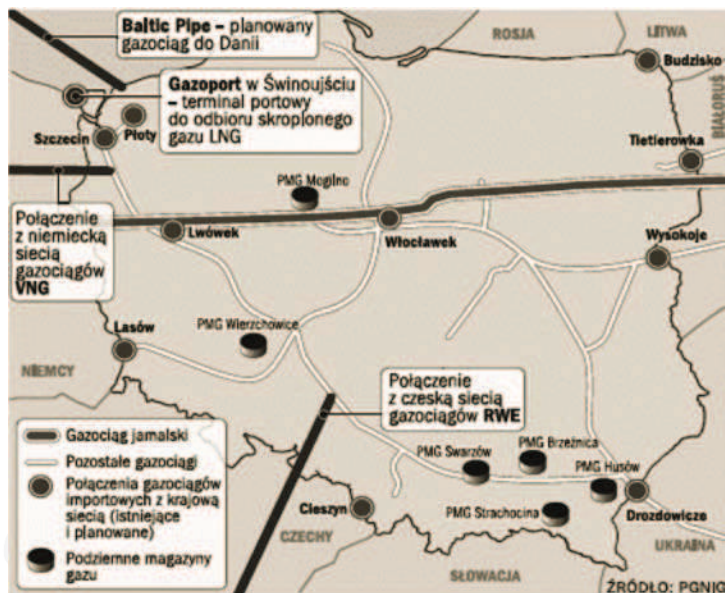 Baltic Pipe – planowany
gazociąg do Danii
Gazoport w Świnoujściu
– terminal portowy
do odbioru skroplonego
gazu LNG
ROSJA
LITWA
Budzisko
BIAŁORUŚ
Szczecin
Płoty
Tietierowka
PMG Mogilno
Połączenie
z niemiecką
siecią
gazociągów
VNG
Lwówek
Włocławek
Wysokoje
Lasów
PMG Wierzchowice
NIEMCY
Połączenie
z czeską siecią
gazociągów RWE
Gazociąg jamalski
Pozostałe gazociągi
Połączenia gazociągów
importowych z krajową
siecią (istniejące
i planowane)
Podziemne magazyny
gazu
PMG Swarzów
PMG Brzeźnica
PMG Husów
PMG Strachocina
Cieszyn
Drozdowicze
CZECHY
SŁOWACJA
UKRAINA
ŹRÓDŁO: PGNIG